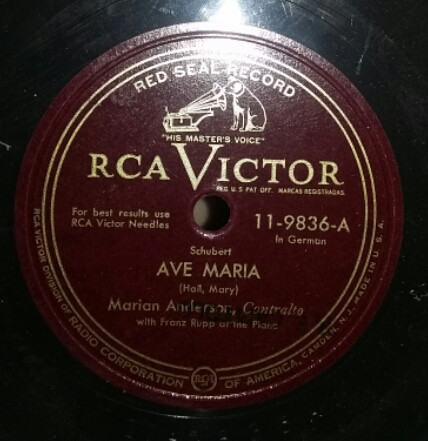 RED SEAL RECORD
"HIS MASTER'S VOICE"
RCA VICTOR
REG. U.S. PAT. OFF. MARCAS REGISTRADAS
For best results use
RCA Victor Needles
11-9836-A
In German
Schubert
AVE MARIA
(Hail, Mary)
Marian Anderson, Contralto
with Franz Rupp at the Piano
RCA VICTOR DIVISION OF RADIO CORPORATION OF AMERICA, CAMDEN, N.J. MADE IN U.S.A.
RCA